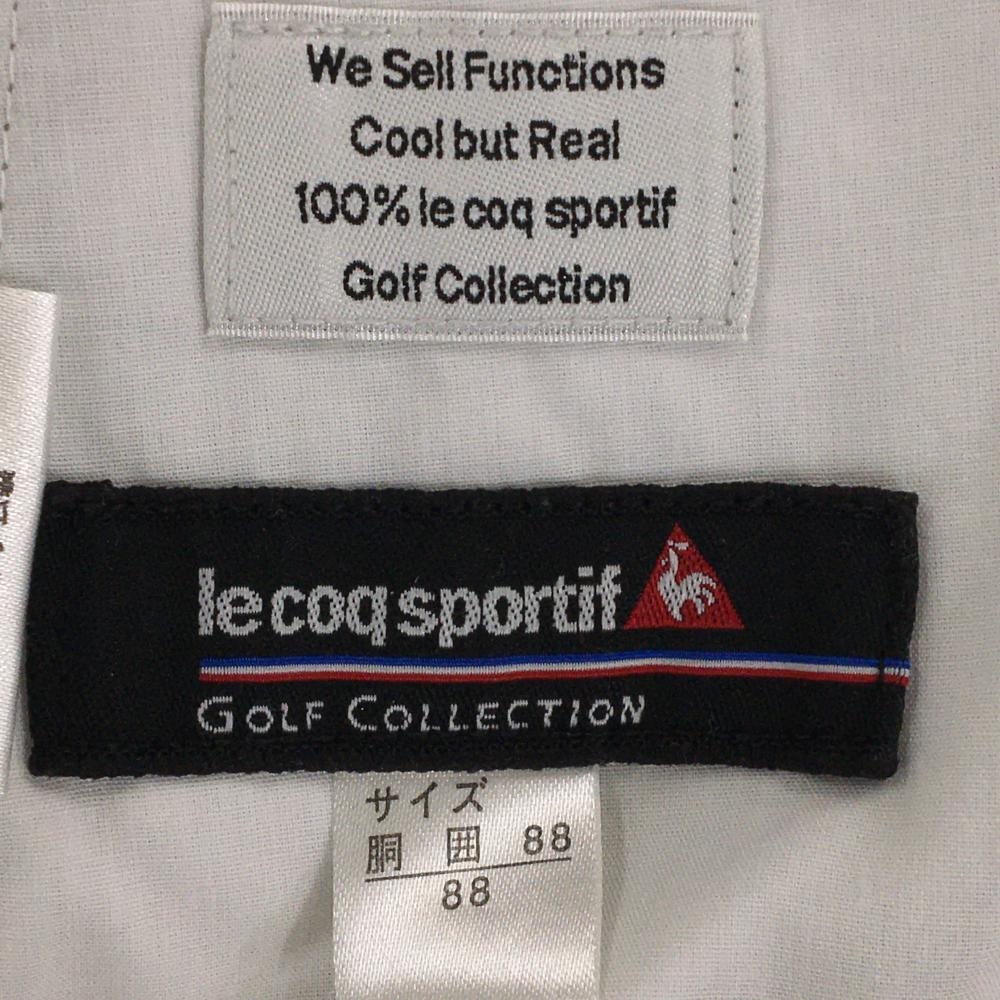 We Sell Functions
Cool but Real
100% le coq sportif
Golf Collection
le coq sportif
GOLF COLLECTION
サイズ
胴囲 88
88